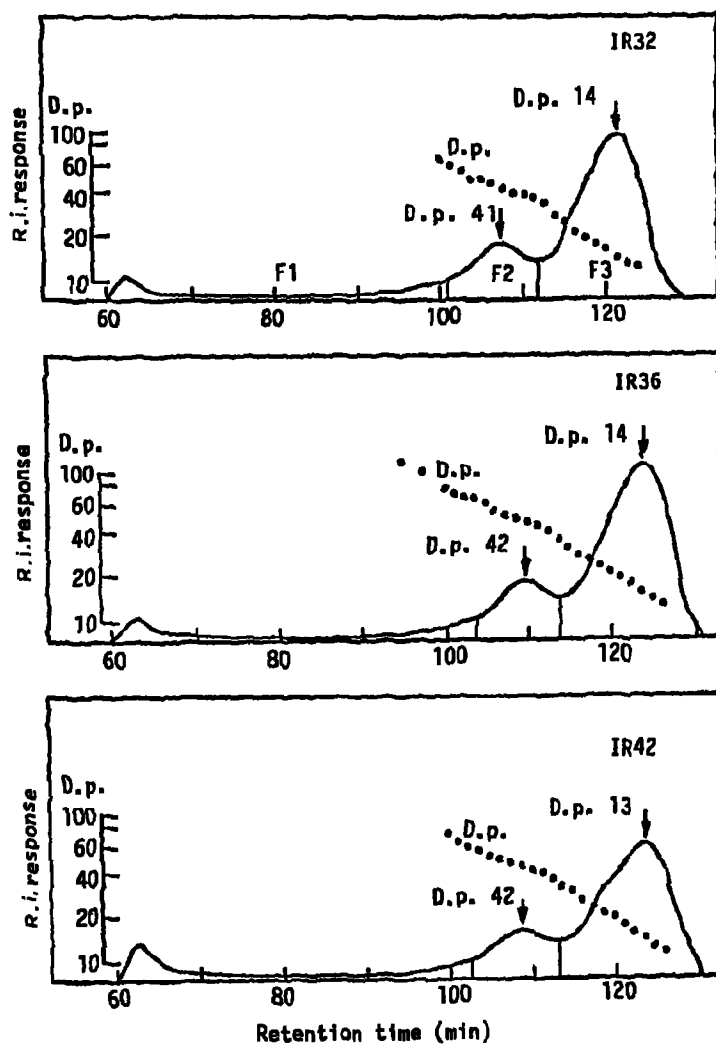 IR32
D.p. 14
D.p.
100
60
40
20
10
R.i.response
D.p.
D.p. 41
F1
F2
F3
60
80
100
120
IR36
D.p. 14
D.p.
100
60
40
20
10
R.i.response
D.p.
D.p. 42
60
80
100
120
IR42
D.p. 13
D.p.
100
60
40
20
10
R.i.response
D.p.
D.p. 42
60
80
100
120
Retention time (min)